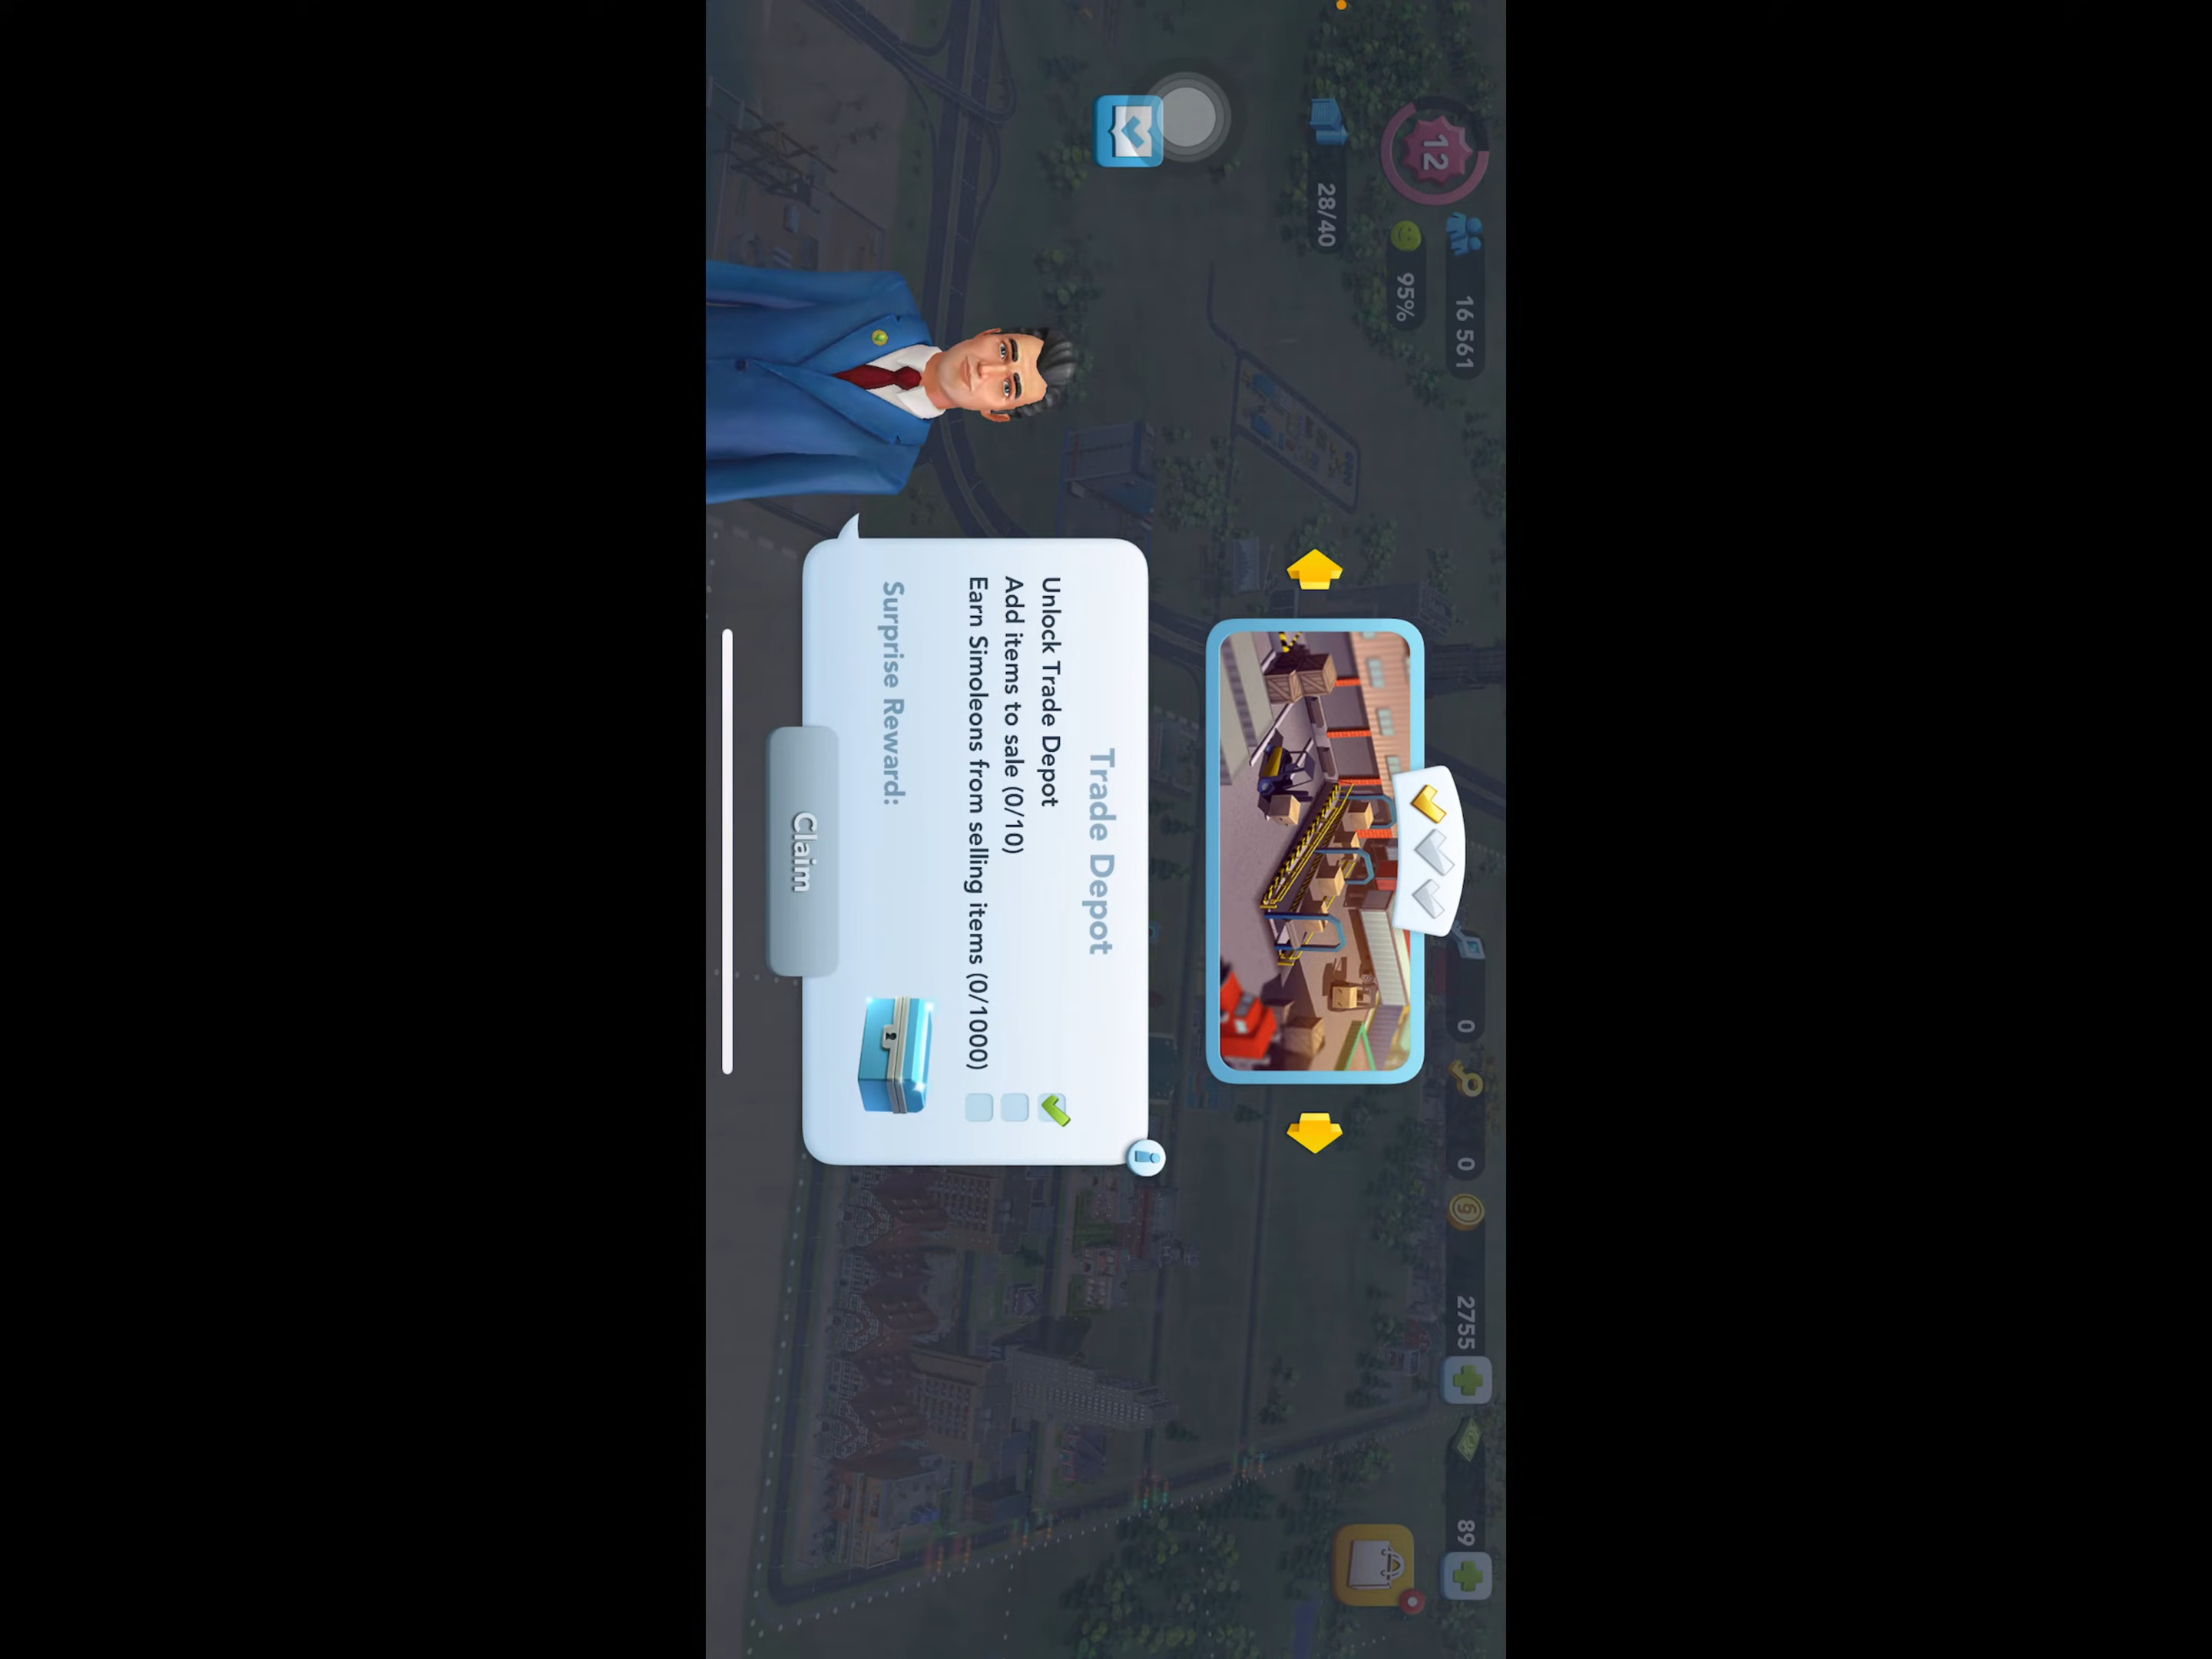 12
16 561
95%
28/40
0
0
2755
89
Trade Depot
Unlock Trade Depot
Add items to sale (0/10)
Earn Simoleons from selling items (0/1000)
Surprise Reward:
Claim